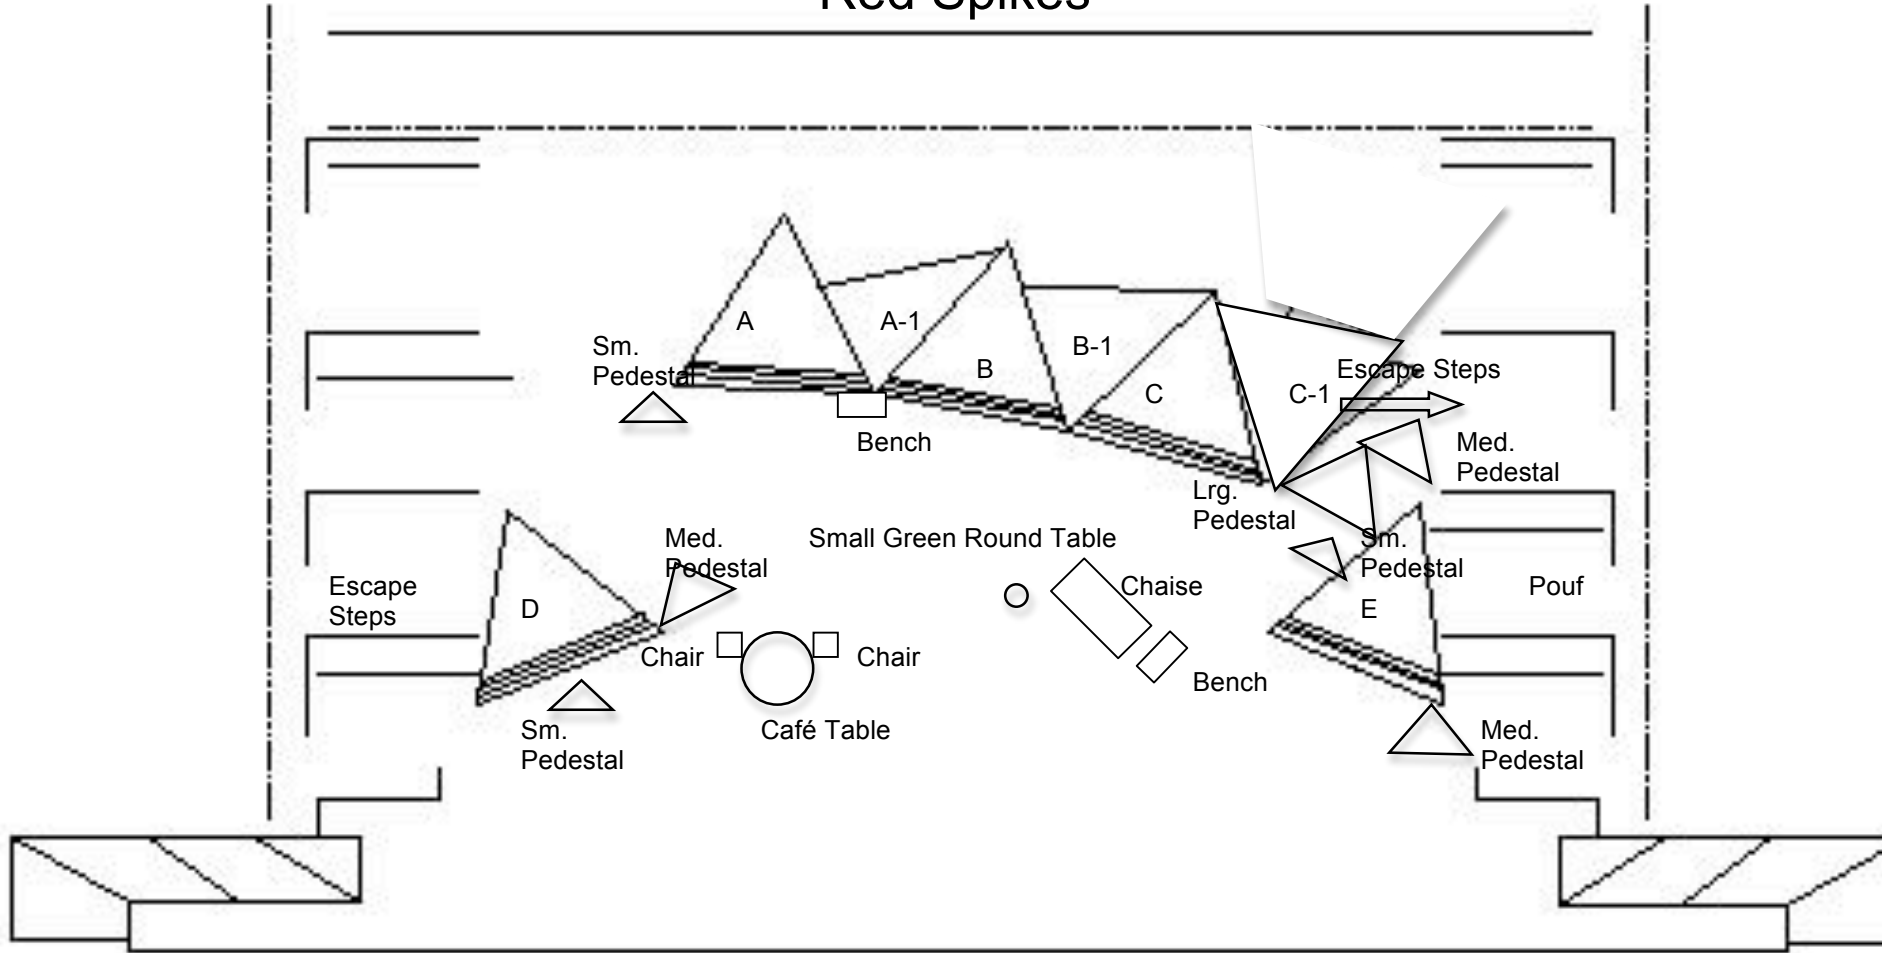 Red Spikes
A
A-1
B
B-1
C
C-1
Sm.
Pedestal
Escape Steps
Bench
Med.
Pedestal
Lrg.
Pedestal
Med.
Pedestal
Small Green Round Table
Sm.
Pedestal
Escape
Steps
D
Chaise
E
Pouf
Chair
Chair
Bench
Sm.
Pedestal
Café Table
Med.
Pedestal